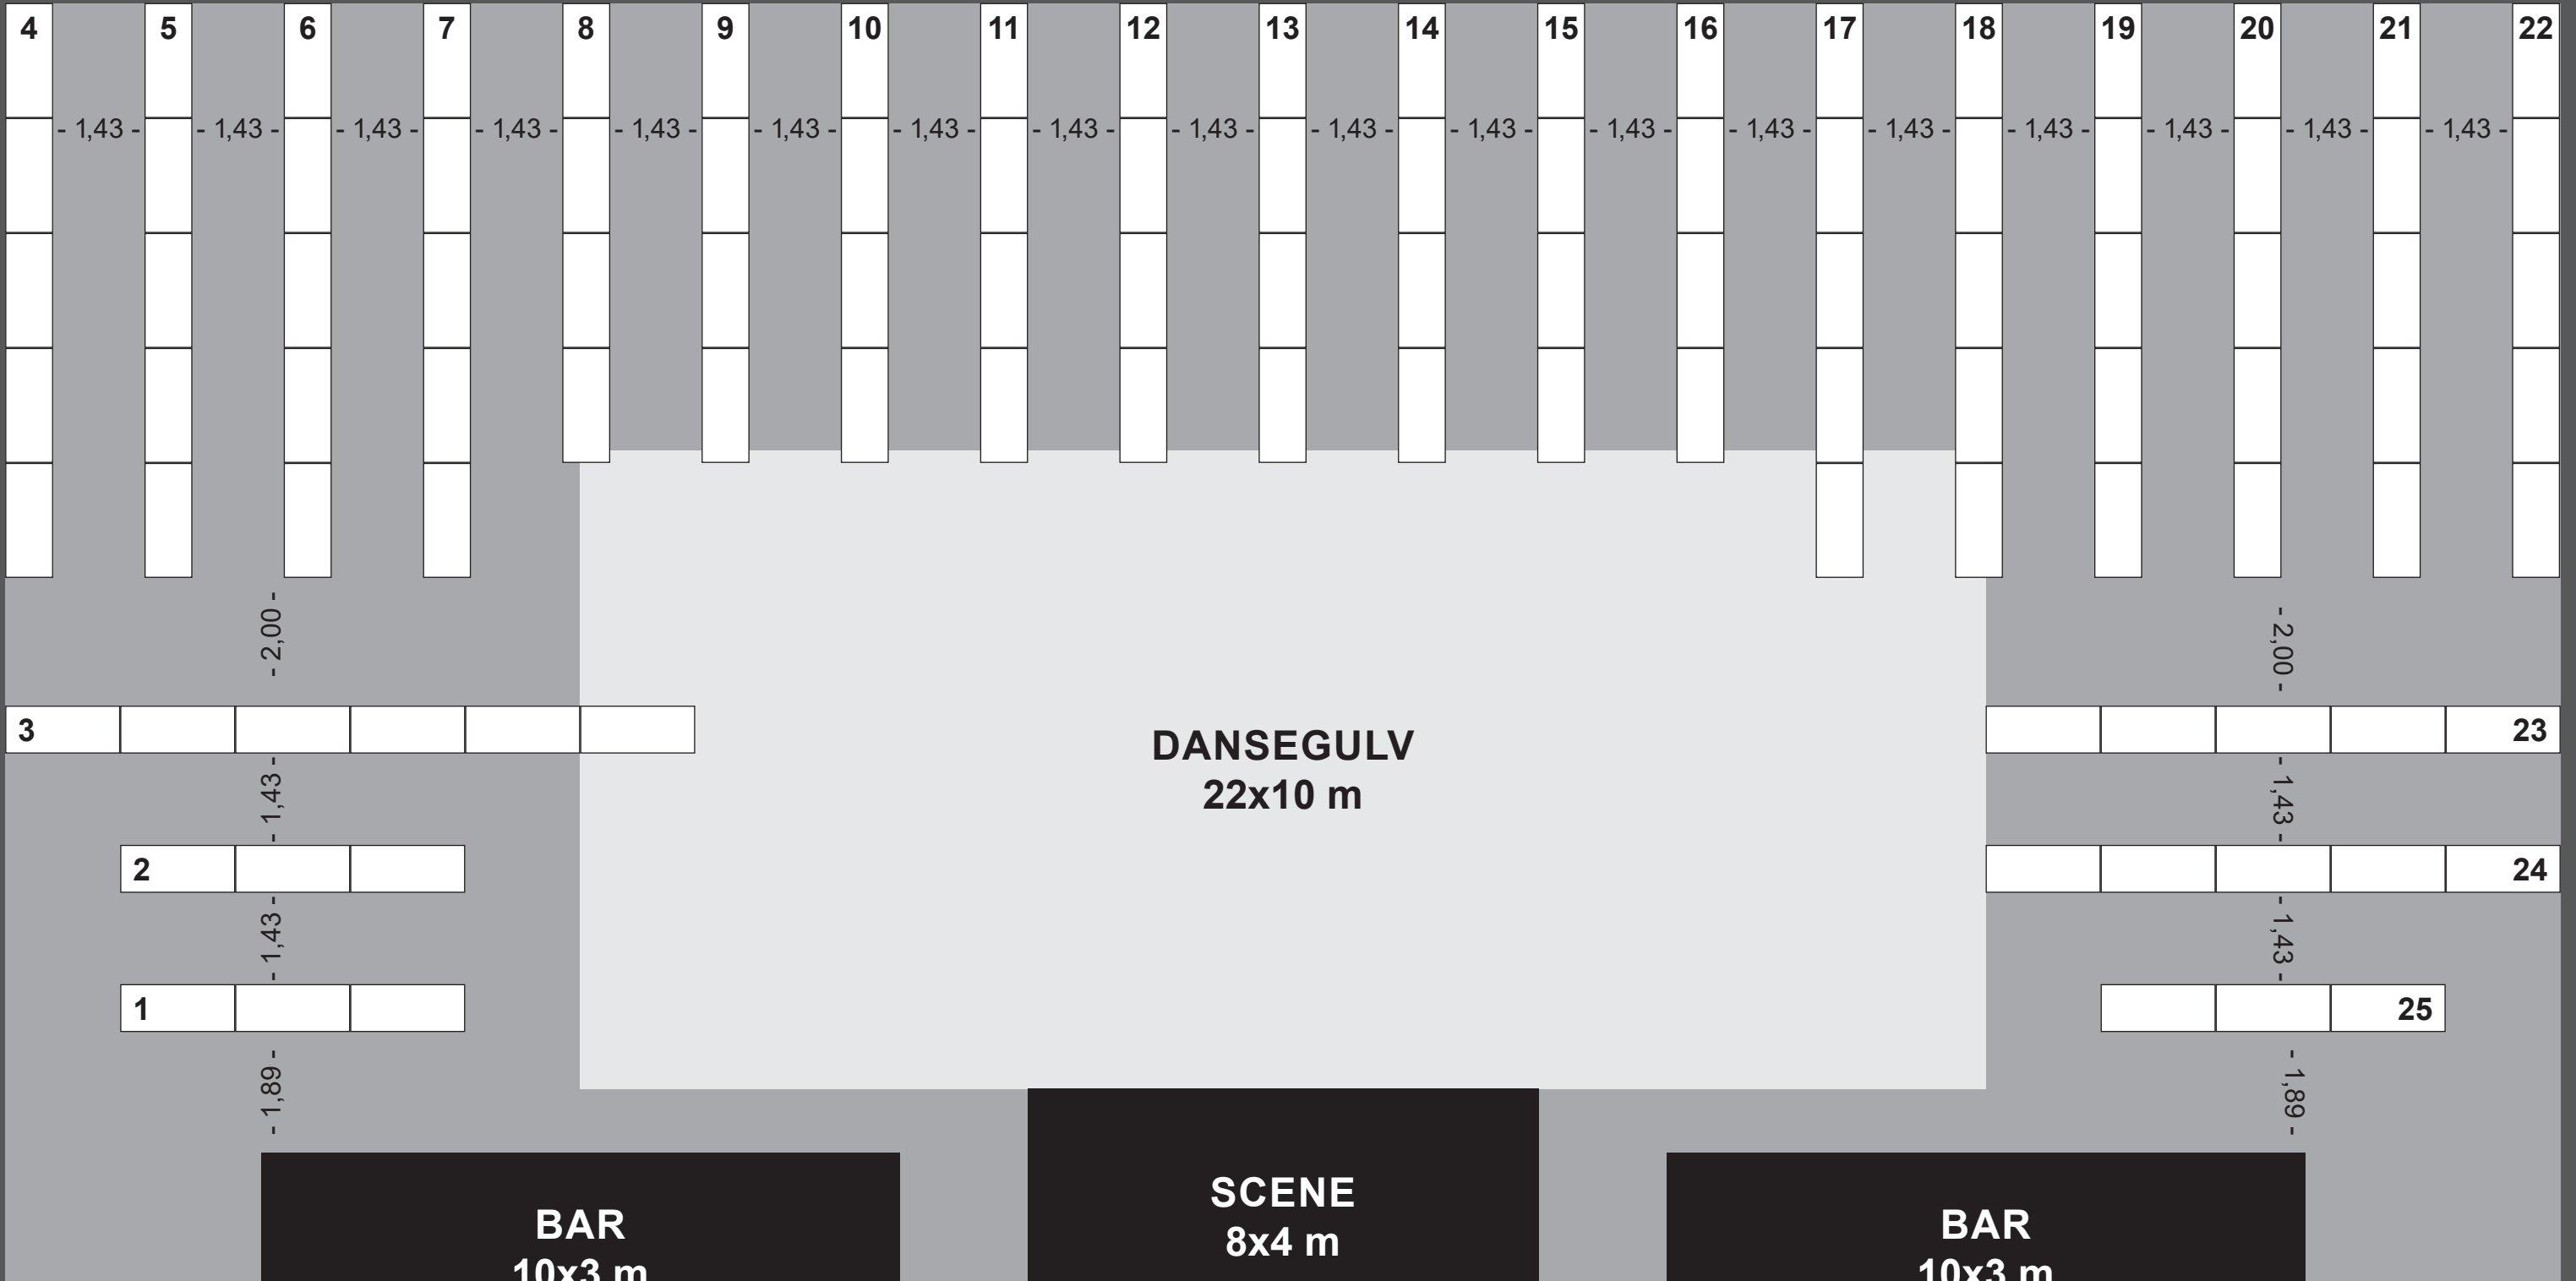 4 5 6 7 8 9 10 11 12 13 14 15 16 17 18 19 20 21 22
- 1,43 - - 1,43 - - 1,43 - - 1,43 - - 1,43 - - 1,43 - - 1,43 - - 1,43 - - 1,43 - - 1,43 - - 1,43 - - 1,43 - - 1,43 - - 1,43 - - 1,43 - - 1,43 - - 1,43 - - 1,43 -
- 2,00 - - 2,00 -
3 23
DANSEGULV
22x10 m
- 1,43 - - 1,43 -
2 24
- 1,43 - - 1,43 -
1 25
- 1,89 - - 1,89 -
SCENE
8x4 m
BAR
10x3 m
BAR
10x3 m